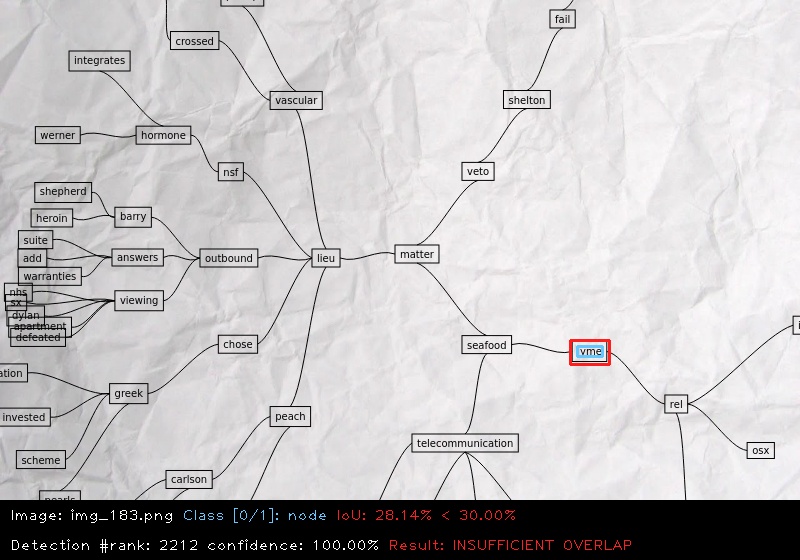 fail
crossed
integrates
vascular
shelton
werner
hormone
nsf
veto
shepherd
heroin
barry
suite
add
answers
outbound
lieu
matter
warranties
nhs
sx
viewing
dylan
apartment
defeated
chose
seafood
vme
ation
greek
rel
invested
peach
telecommunication
osx
scheme
carlson
pearls
Image: img_183.png Class [0/1]: node IoU: 28.14% < 30.00%
Detection #rank: 2212 confidence: 100.00% Result: INSUFFICIENT OVERLAP